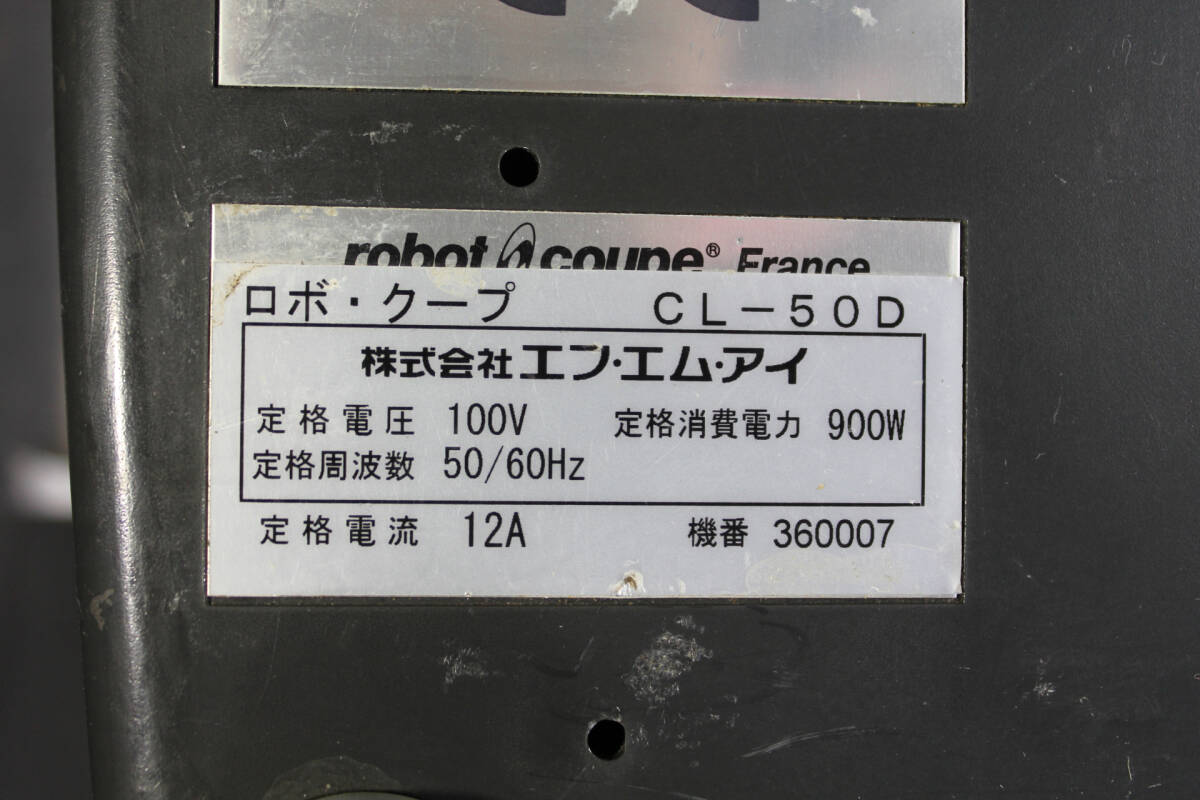 robot coupe® France
ロボ・クープ CL-50D
株式会社エフ・エム・アイ
定格電圧 100V 定格消費電力 900W
定格周波数 50/60Hz
定格電流 12A 機番 360007